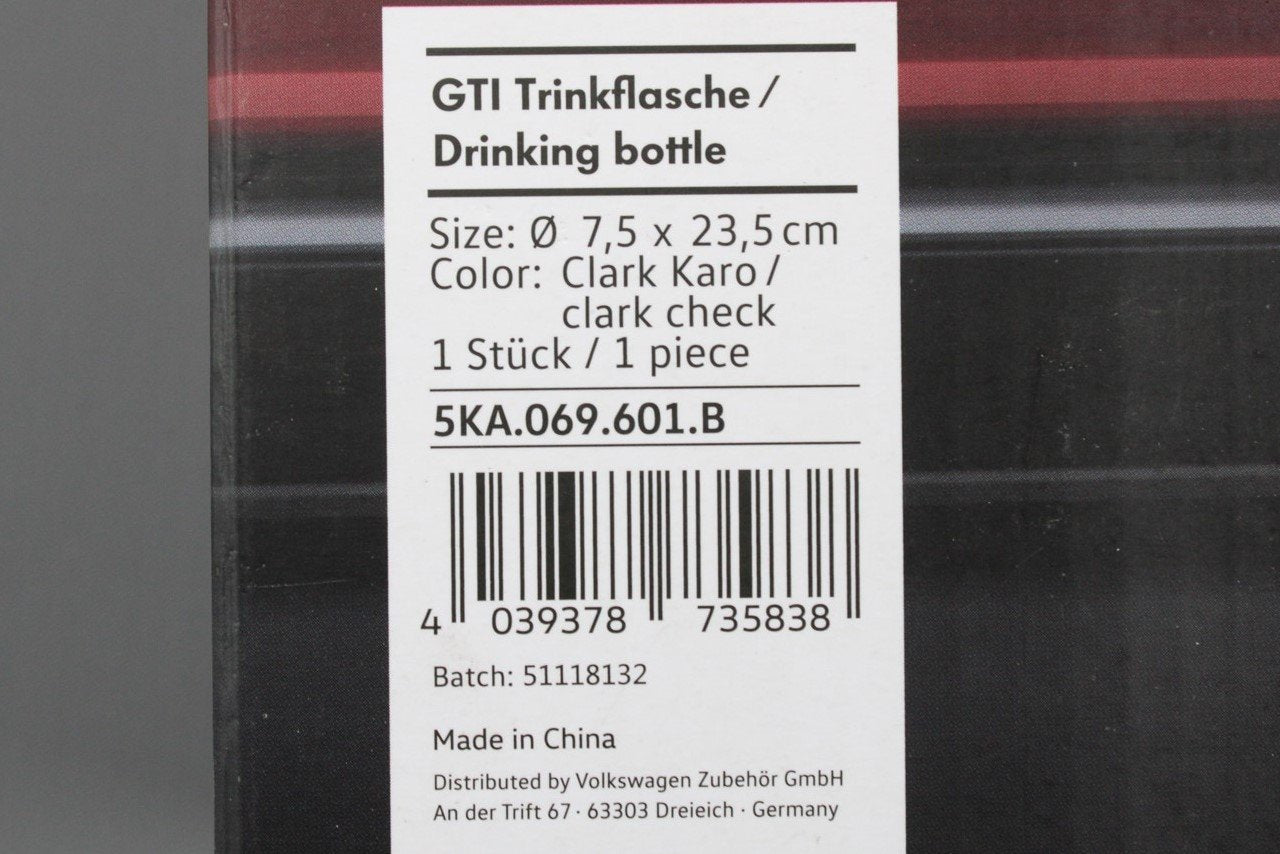 GTI Trinkflasche /
Drinking bottle
Size: Ø 7,5 x 23,5 cm
Color: Clark Karo /
clark check
1 Stück / 1 piece
5KA.069.601.B
4 039378 735838
Batch: 51118132
Made in China
Distributed by Volkswagen Zubehör GmbH
An der Trift 67 · 63303 Dreieich · Germany